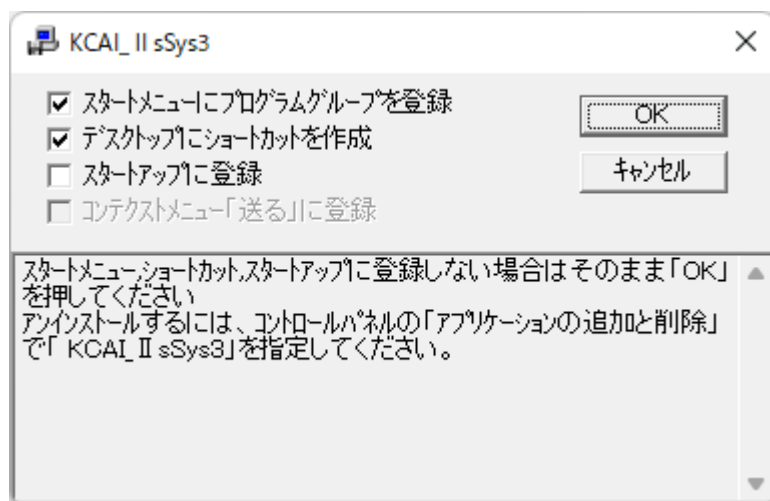 KCAI_ⅡsSys3
スタートメニューにプログラムグループを登録
OK
デスクトップにショートカットを作成
スタートアップに登録
キャンセル
コンテクストメニュー「送る」に登録
スタートメニュー,ショートカット,スタートアップに登録しない場合はそのまま「OK」
を押してください
アンインストールするには、コントロールパネルの「アプリケーションの追加と削除」
で「 KCAI_ⅡsSys3」を指定してください。